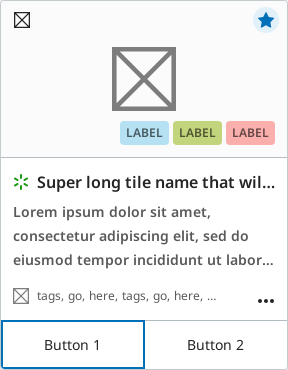 LABEL LABEL LABEL
Super long tile name that wil...
Lorem ipsum dolor sit amet,
consectetur adipiscing elit, sed do
eiusmod tempor incididunt ut labor...
tags, go, here, tags, go, here, ...
Button 1 Button 2